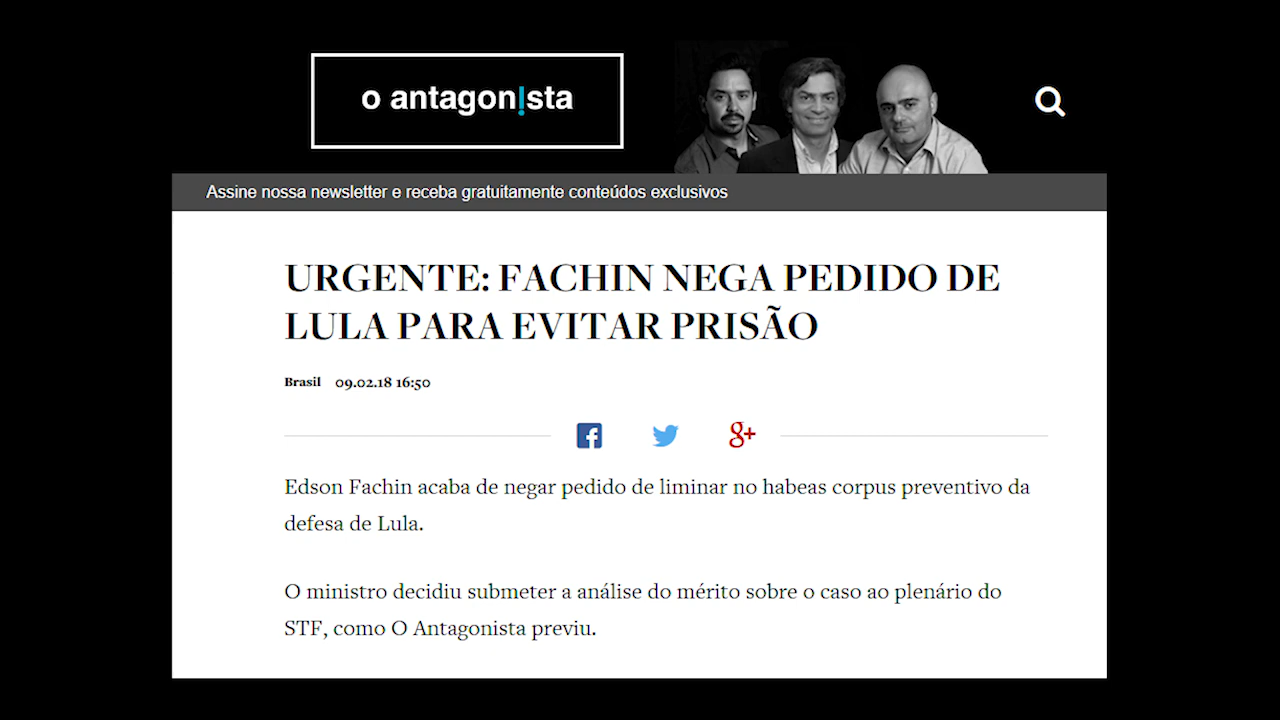 o antagon!sta
Assine nossa newsletter e receba gratuitamente conteúdos exclusivos
URGENTE: FACHIN NEGA PEDIDO DE
LULA PARA EVITAR PRISÃO
Brasil 09.02.18 16:50
Edson Fachin acaba de negar pedido de liminar no habeas corpus preventivo da
defesa de Lula.
O ministro decidiu submeter a análise do mérito sobre o caso ao plenário do
STF, como O Antagonista previu.